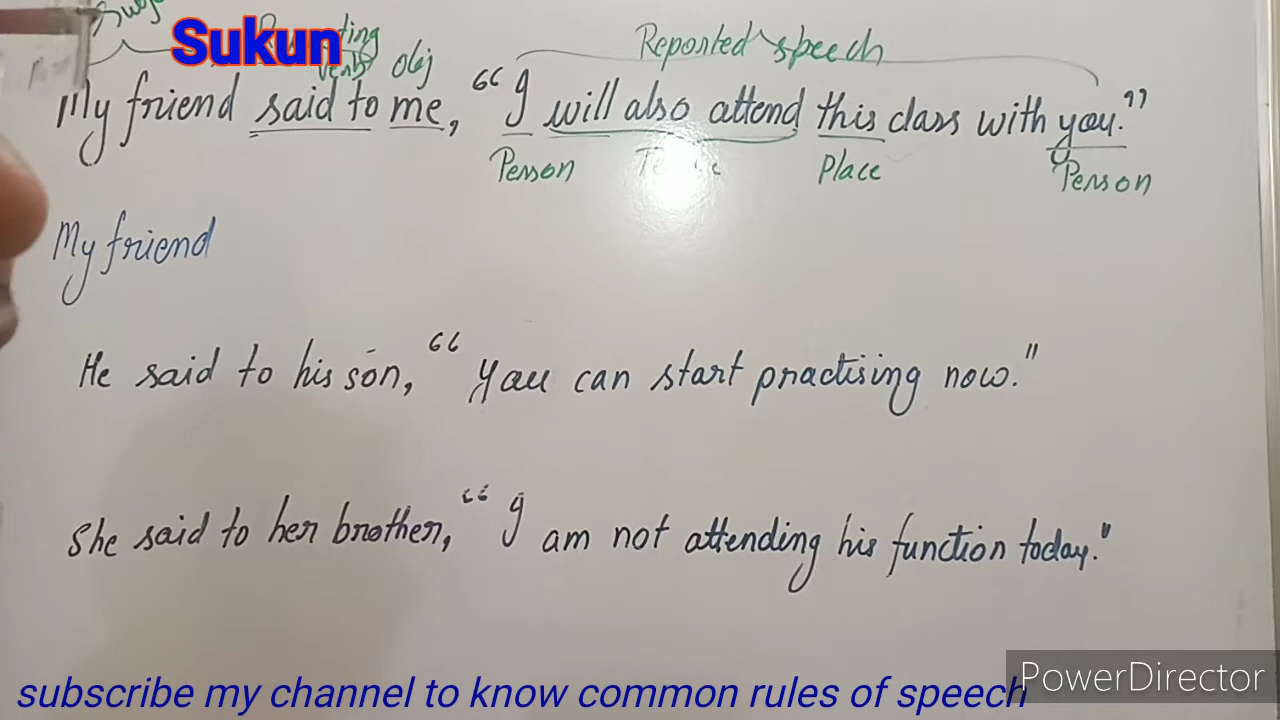 Sukun
obj
Reported speech
My friend said to me, “I will also attend this class with you.”
Person
Place
Person
My friend
He said to his son, “You can start practising now."
She said to her brother, “I am not attending his function today."
subscribe my channel to know common rules of speech
PowerDirector